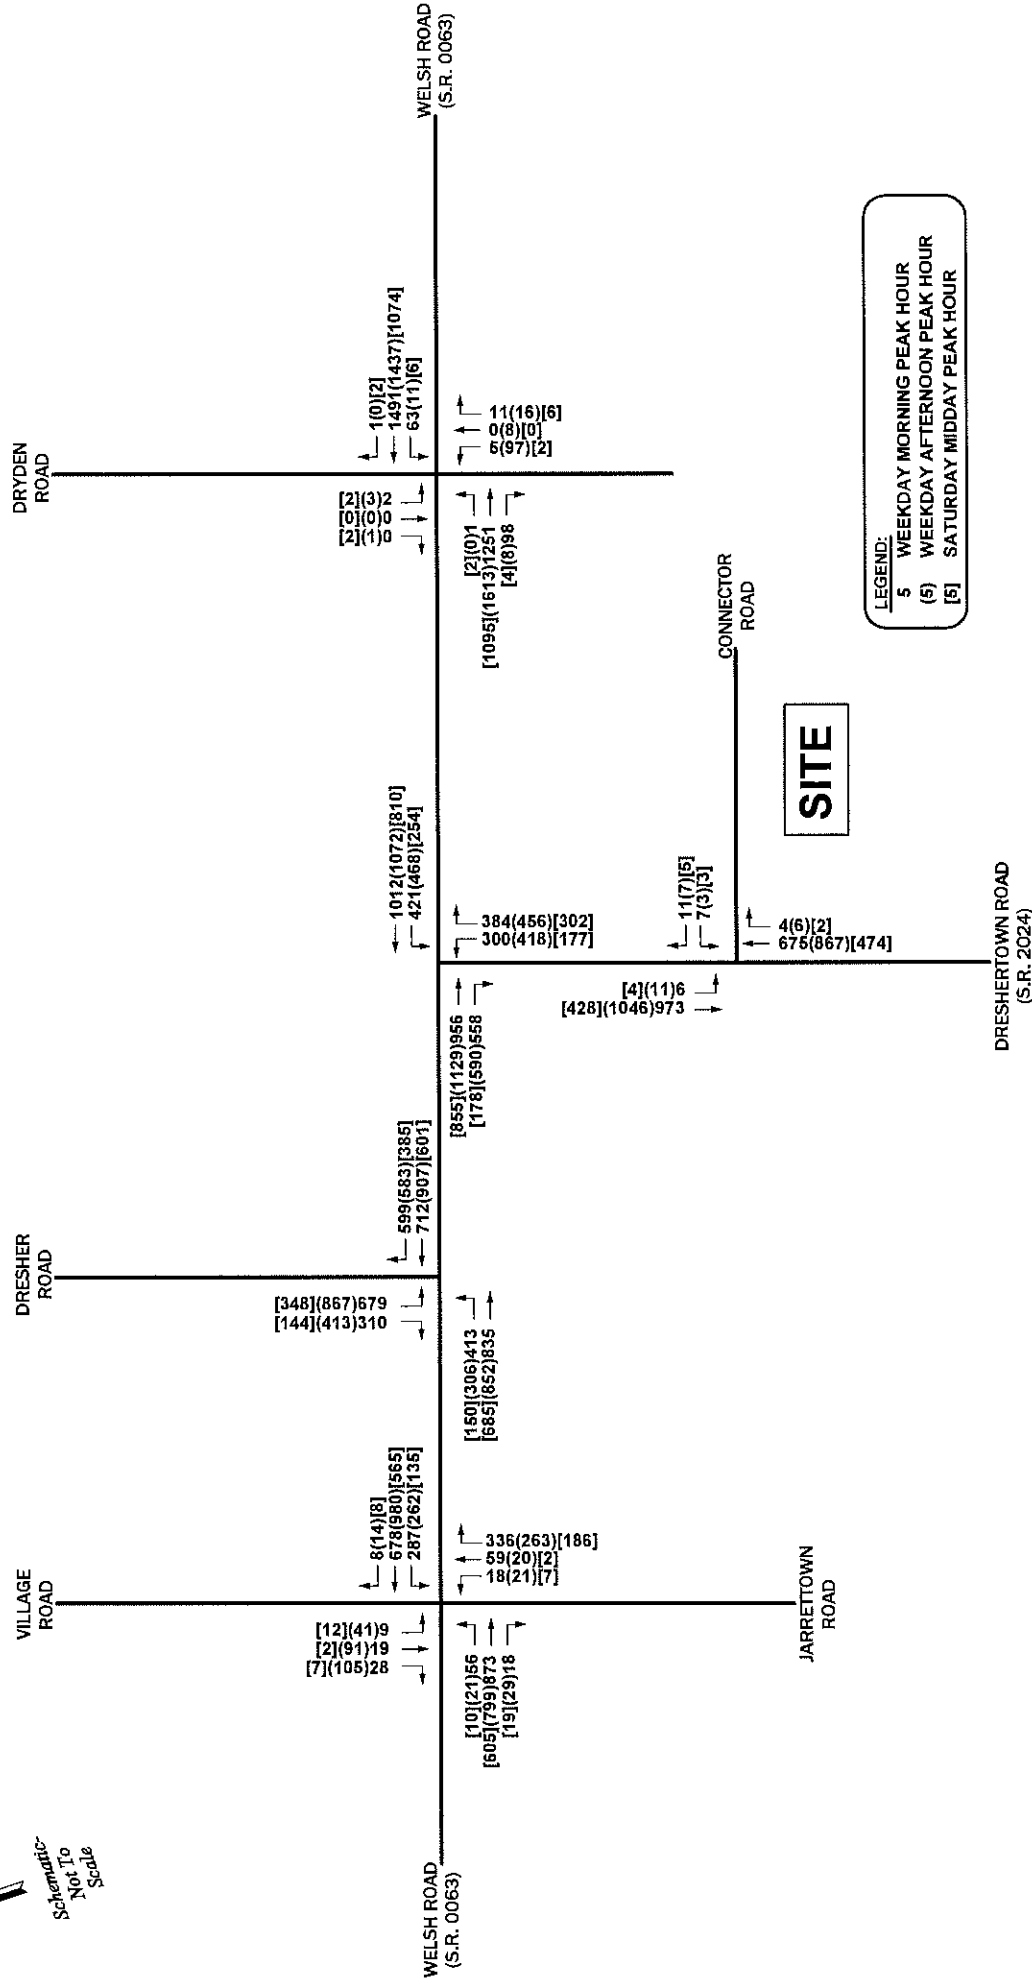 Schematic-
Not To
Scale
VILLAGE
ROAD
DRESHER
ROAD
DRYDEN
ROAD
[12](41)9
[2](91)19
[7](105)28
8(14)[8]
678(980)[565]
287(262)[135]
[348](867)679
[144](413)310
599(583)[385]
712(907)[601]
1012(1072)[810]
421(468)[254]
[2](3)2
[0](0)0
[2](1)0
1(0)[2]
1491(1437)[1074]
63(11)[6]
WELSH ROAD
(S.R. 0063)
WELSH ROAD
(S.R. 0063)
[10](21)56
[605](799)873
[19](29)18
336(263)[186]
59(20)[2]
18(21)[7]
[150](306)413
[685](852)835
[855](1129)956
[178](590)558
384(456)[302]
300(418)[177]
[2](0)1
[1095](1613)1251
[4](8)98
11(16)[6]
0(8)[0]
5(97)[2]
JARRETTOWN
ROAD
[4](11)6
[428](1046)973
11(7)[5]
7(3)[3]
4(6)[2]
675(867)[474]
CONNECTOR
ROAD
SITE
DRESHERTOWN ROAD
(S.R. 2024)
LEGEND:
5 WEEKDAY MORNING PEAK HOUR
(5) WEEKDAY AFTERNOON PEAK HOUR
[5] SATURDAY MIDDAY PEAK HOUR